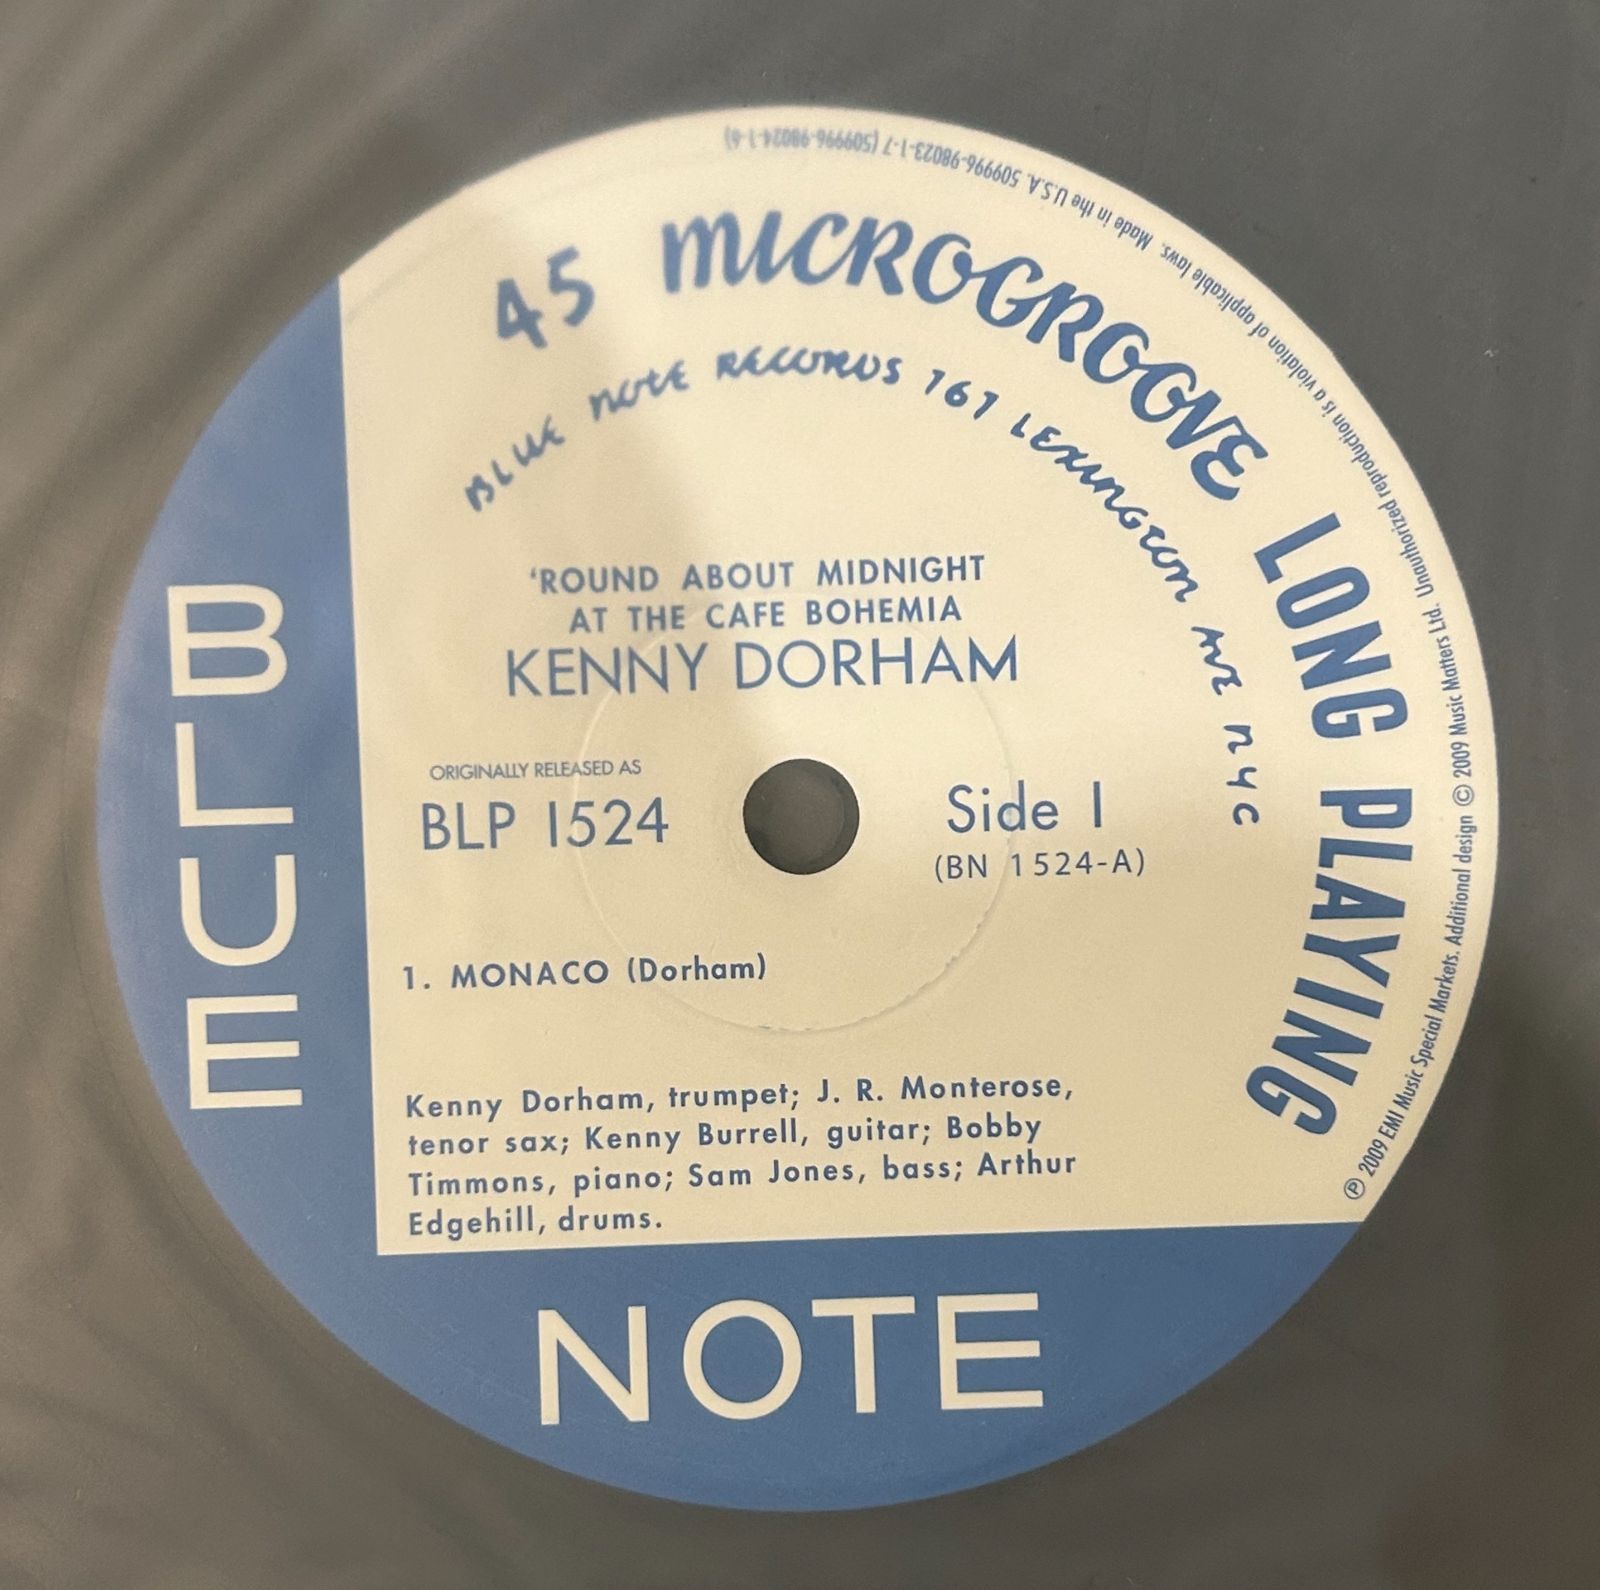 45 MICROGROOVE LONG PLAYING
BLUE NOTE RECORDS 767 LEXINGTON AVE NYC
'ROUND ABOUT MIDNIGHT
AT THE CAFE BOHEMIA
KENNY DORHAM
ORIGINALLY RELEASED AS
BLP 1524
Side 1
(BN 1524-A)
1. MONACO (Dorham)
Kenny Dorham, trumpet; J. R. Monterose,
tenor sax; Kenny Burrell, guitar; Bobby
Timmons, piano; Sam Jones, bass; Arthur
Edgehill, drums.
BLUE
NOTE
℗ 2009 EMI Music Special Markets. Additional design © 2009 Music Matters Ltd. Unauthorized reproduction is a violation of applicable laws. Made in the U.S.A. 509996-98023-1-7 (509996-98024-1-6)